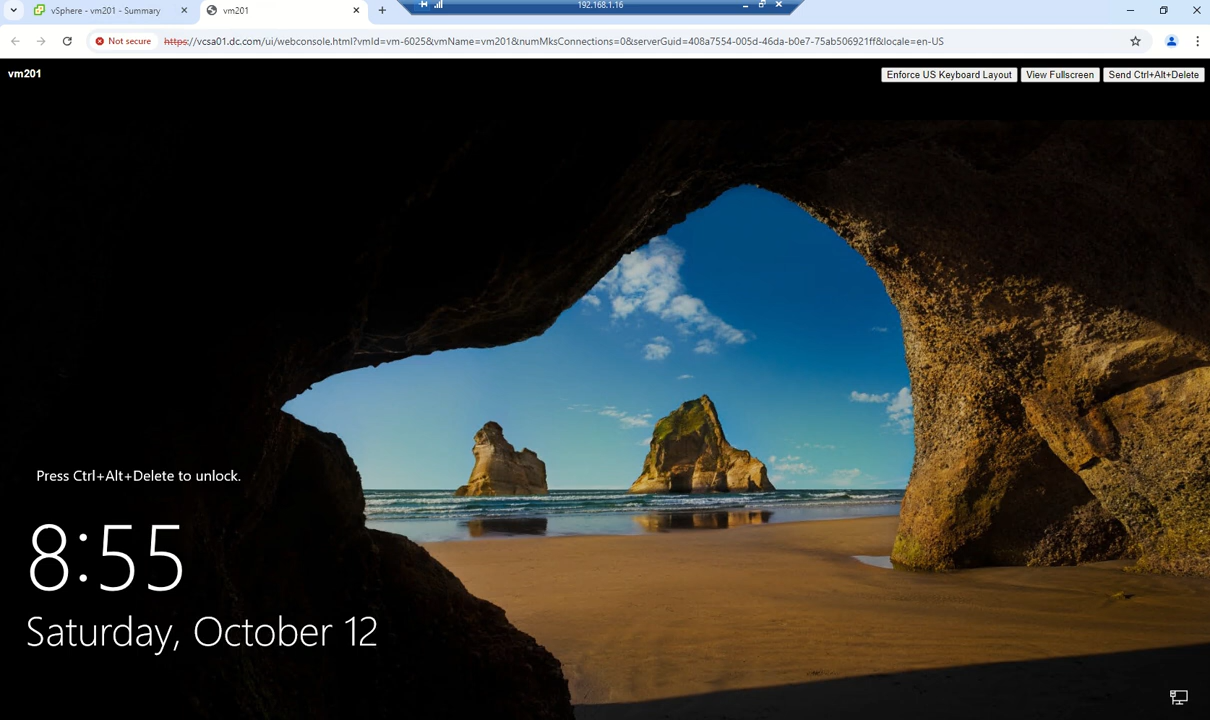 vSphere - vm201 - Summary
vm201
192.168.1.16
Not secure
https://vcsa01.dc.com/ui/webconsole.html?vmId=vm-6025&vmName=vm201&numMksConnections=0&serverGuid=408a7554-005d-46da-b0e7-75ab506921ff&locale=en-US
vm201
Enforce US Keyboard Layout
View Fullscreen
Send Ctrl+Alt+Delete
Press Ctrl+Alt+Delete to unlock.
8:55
Saturday, October 12